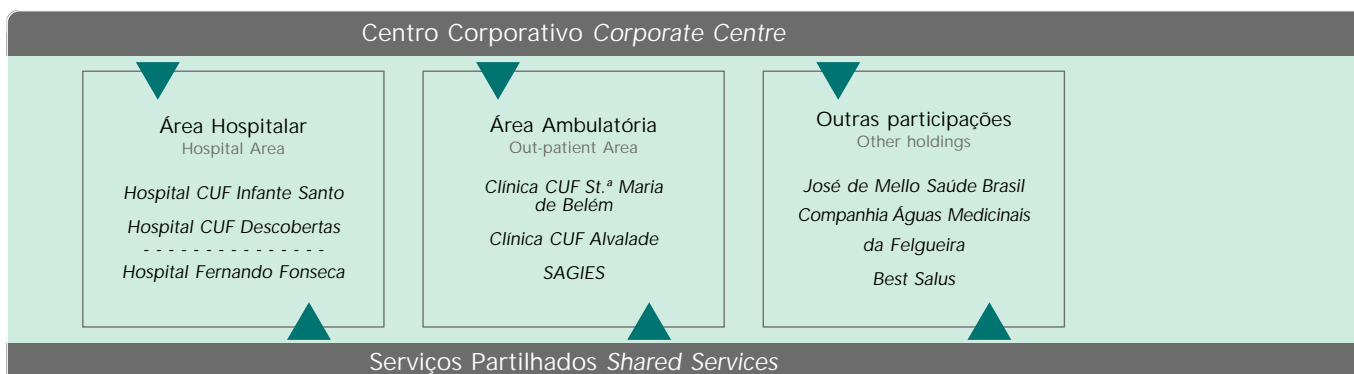 Centro Corporativo Corporate Centre
Área Hospitalar
Hospital Area
Hospital CUF Infante Santo
Hospital CUF Descobertas
- - - - - - - - - - - - - - -
Hospital Fernando Fonseca
Área Ambulatória
Out-patient Area
Clínica CUF St.ª Maria
de Belém
Clínica CUF Alvalade
SAGIES
Outras participações
Other holdings
José de Mello Saúde Brasil
Companhia Águas Medicinais
da Felgueira
Best Salus
Serviços Partilhados Shared Services